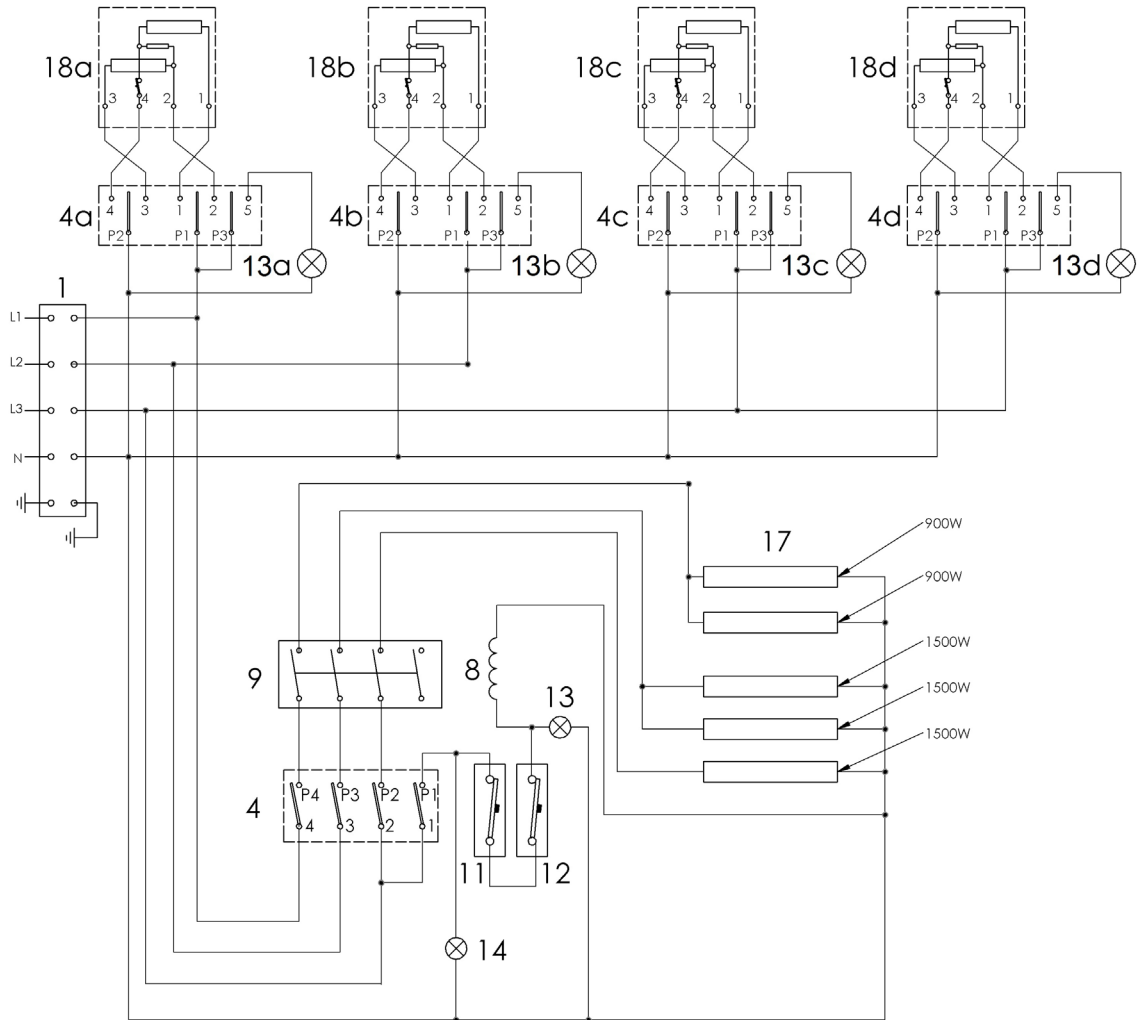 18a 3 4 2 1
18b 3 4 2 1
18c 3 4 2 1
18d 3 4 2 1
4a 4 3 1 2 5
P2 P1 P3
4b 4 3 1 2 5
P2 P1 P3
4c 4 3 1 2 5
P2 P1 P3
4d 4 3 1 2 5
P2 P1 P3
13a
13b
13c
13d
1
L1
L2
L3
N
17
900W
900W
1500W
1500W
1500W
9
8
13
4
P4 P3 P2 P1
4 3 2 1
11
12
14